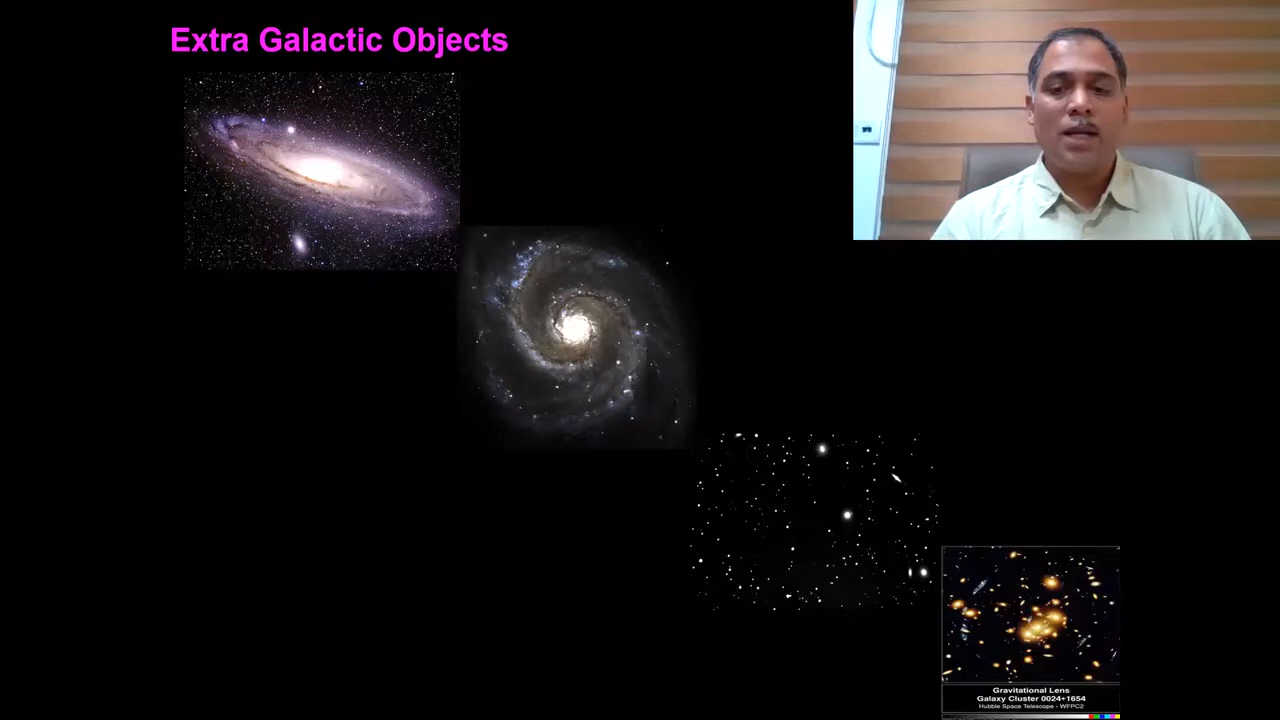 Extra Galactic Objects
Gravitational Lens
Galaxy Cluster 0024+1654
Hubble Space Telescope - WFPC2